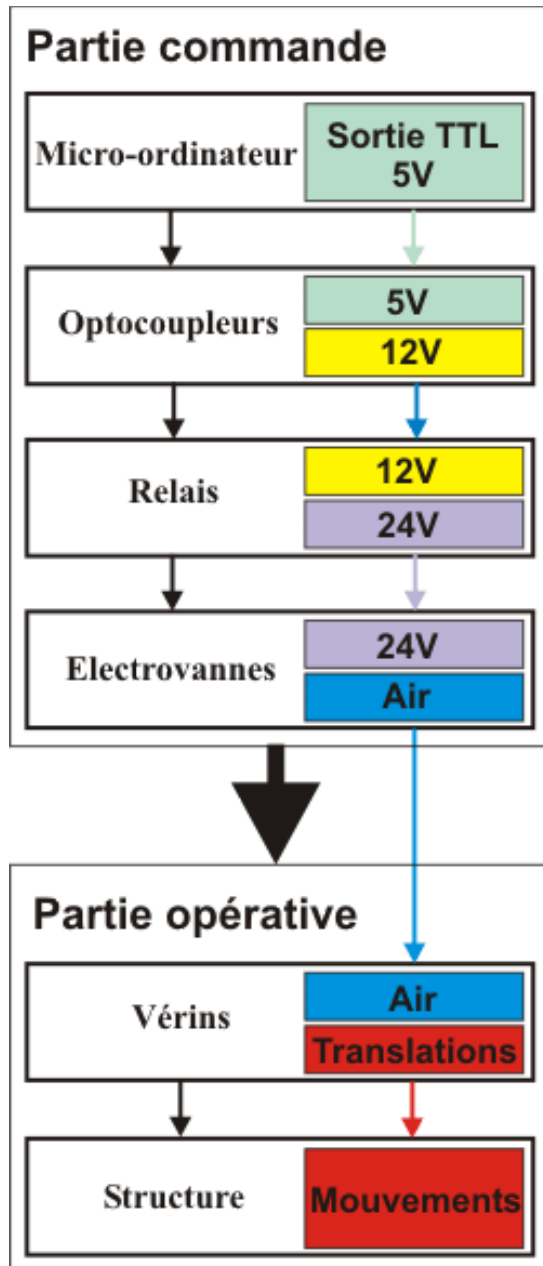 Partie commande
Micro-ordinateur
Sortie TTL
5V
Optocoupleurs
5V
12V
Relais
12V
24V
Electrovannes
24V
Air
Partie opérative
Vérins
Air
Translations
Structure
Mouvements